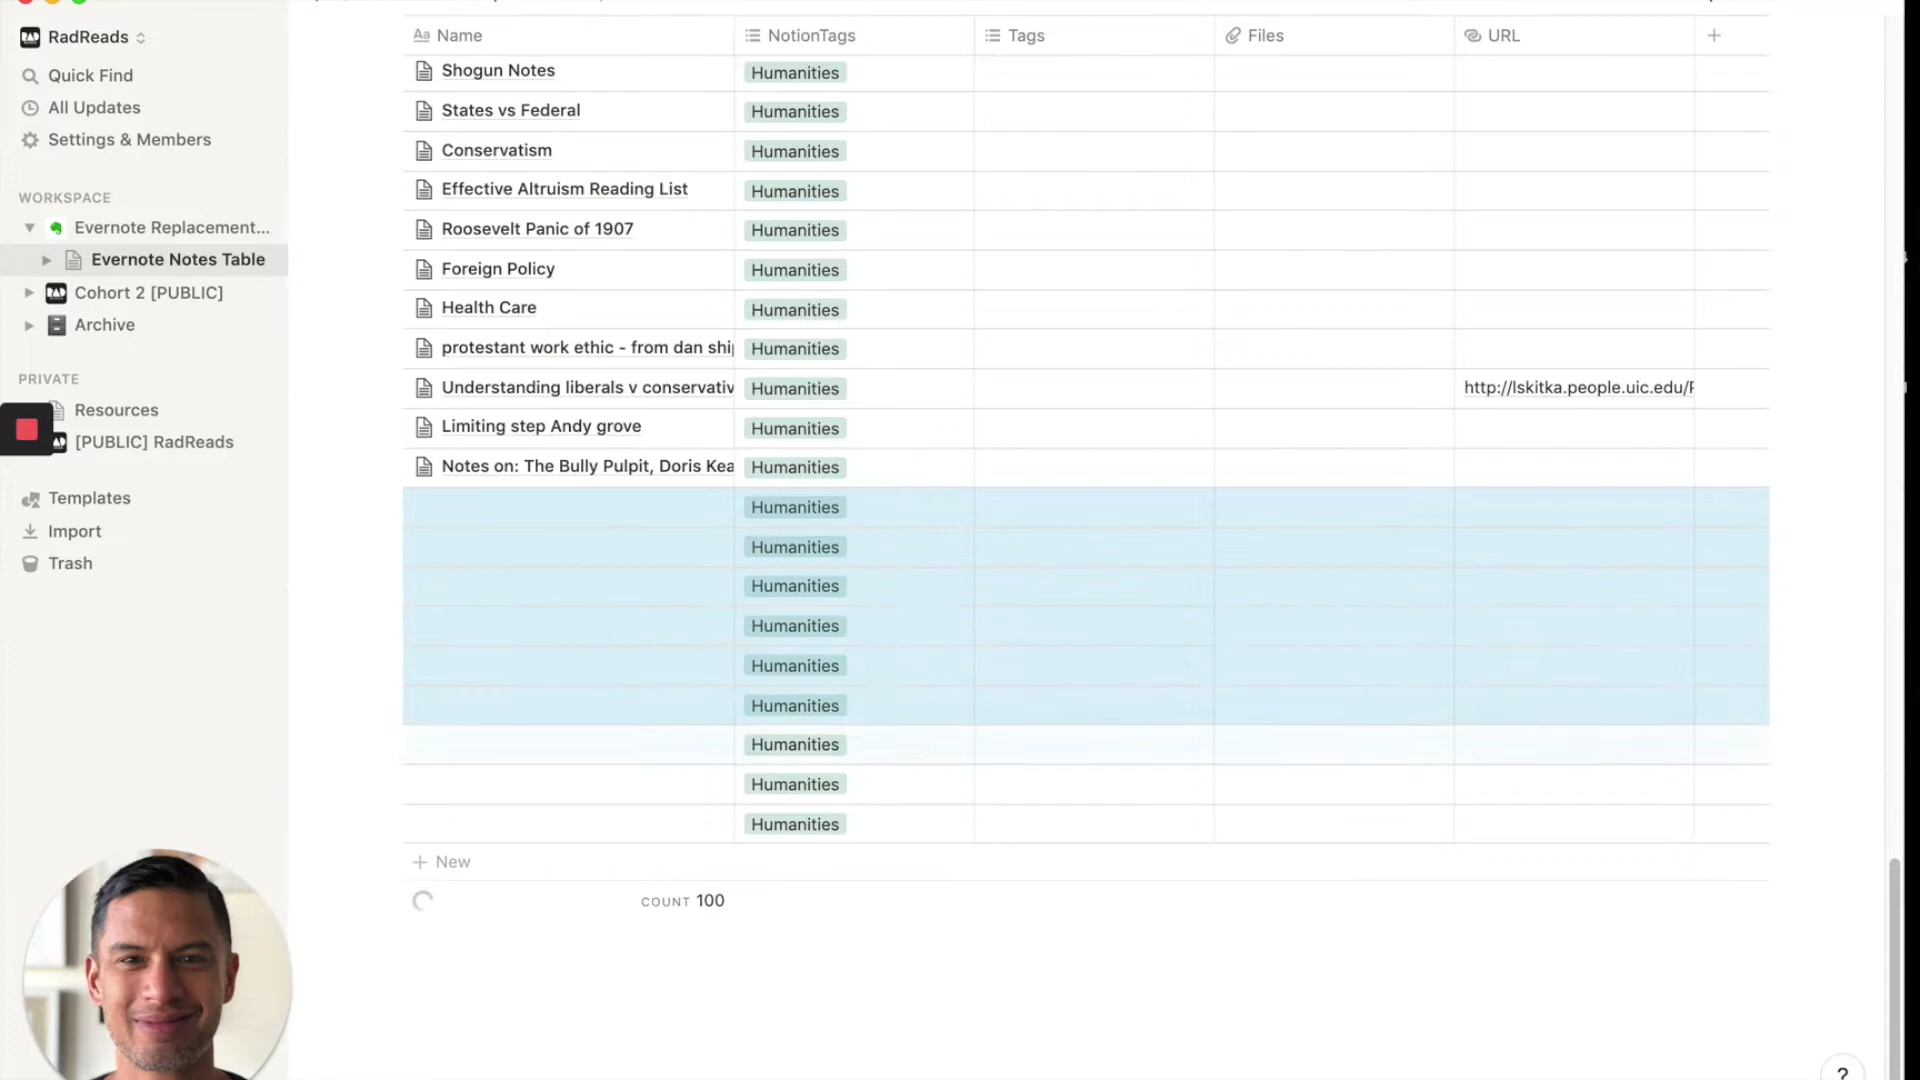 RadReads
Quick Find
All Updates
Settings & Members
WORKSPACE
Evernote Replacement...
Evernote Notes Table
Cohort 2 [PUBLIC]
Archive
PRIVATE
Resources
[PUBLIC] RadReads
Templates
Import
Trash
Name NotionTags Tags Files URL
Shogun Notes Humanities
States vs Federal Humanities
Conservatism Humanities
Effective Altruism Reading List Humanities
Roosevelt Panic of 1907 Humanities
Foreign Policy Humanities
Health Care Humanities
protestant work ethic - from dan ship Humanities
Understanding liberals v conservativ Humanities http://lskitka.people.uic.edu/
Limiting step Andy grove Humanities
Notes on: The Bully Pulpit, Doris Kea Humanities
Humanities
Humanities
Humanities
Humanities
Humanities
Humanities
Humanities
Humanities
Humanities
New
COUNT 100
?